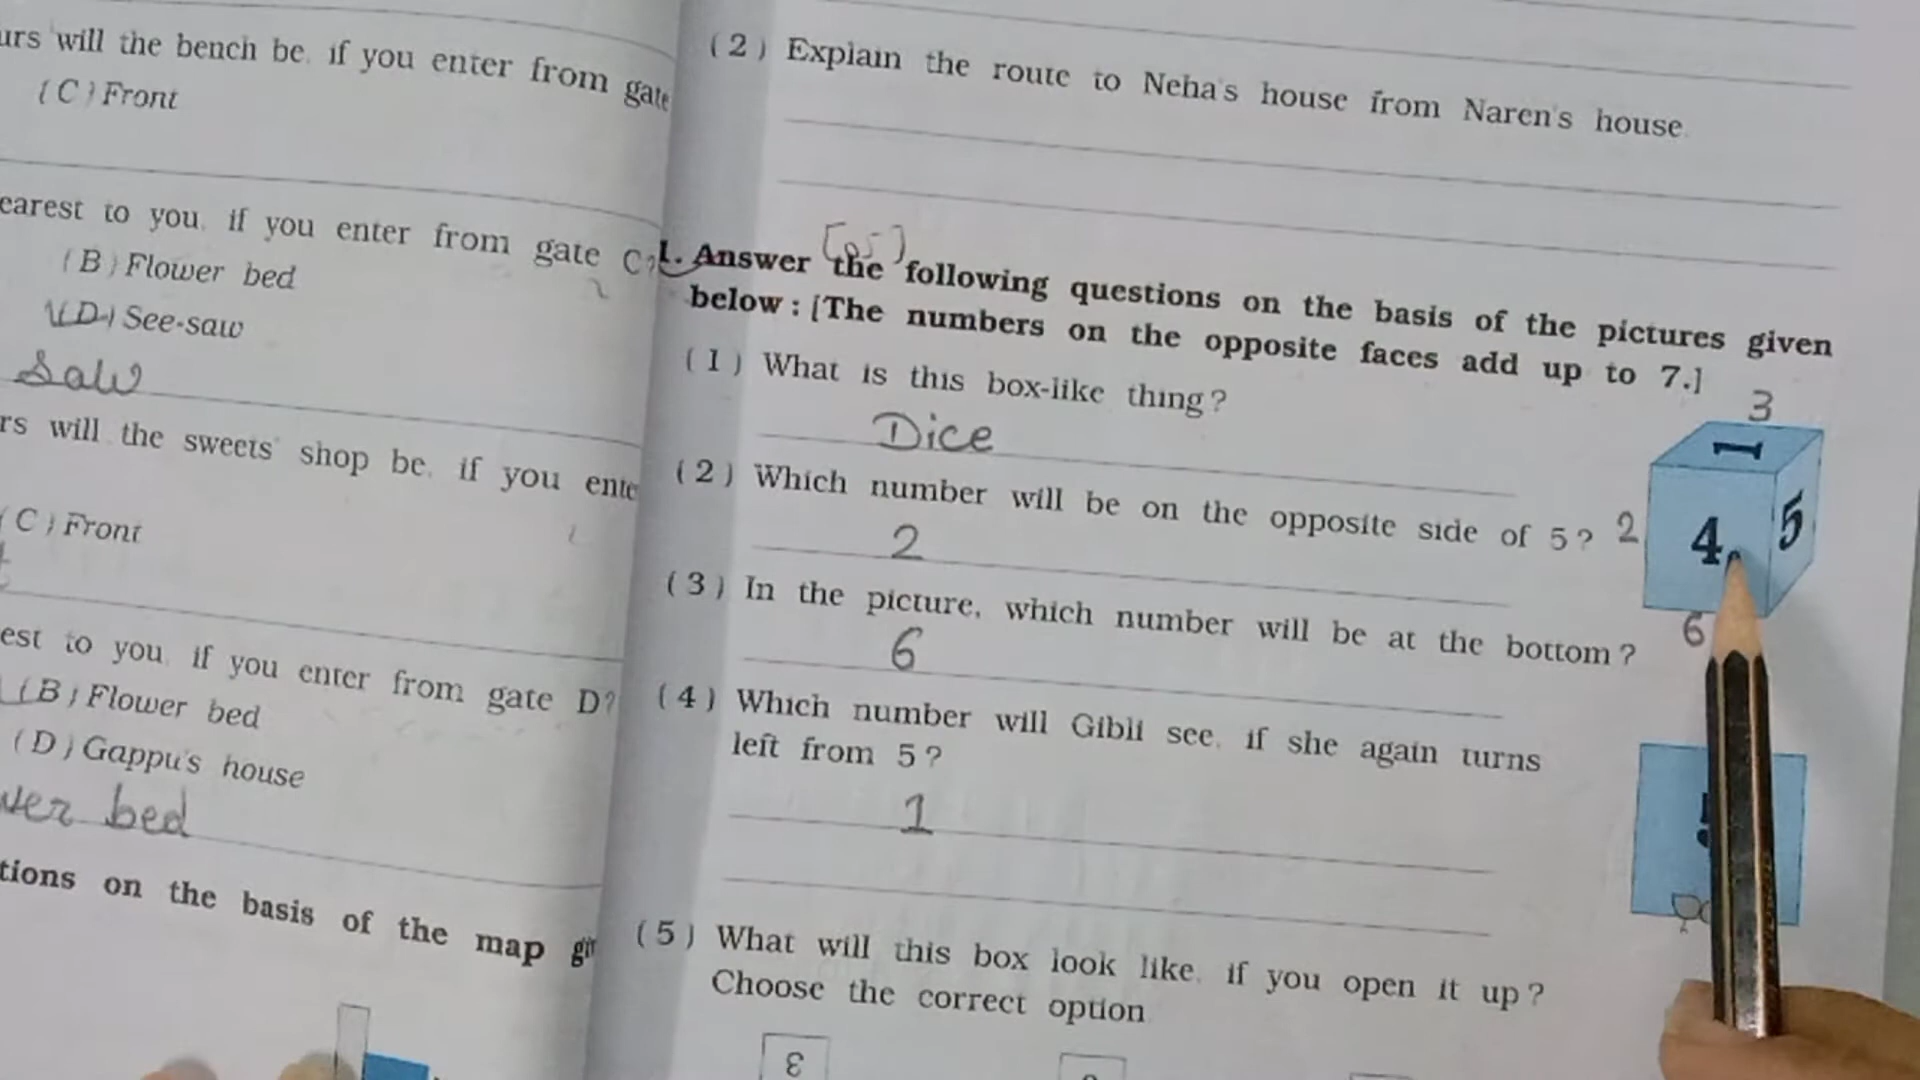 urs will the bench be, if you enter from gate
(C) Front
earest to you, if you enter from gate C?
(B) Flower bed
(D) See-saw
Saw
rs will the sweets' shop be, if you ente
(C) Front
est to you, if you enter from gate D?
(B) Flower bed
(D) Gappu's house
wer bed
tions on the basis of the map gi
(2) Explain the route to Neha's house from Naren's house.
[05]
1. Answer the following questions on the basis of the pictures given
below : [The numbers on the opposite faces add up to 7.]
(1) What is this box-like thing?
Dice
(2) Which number will be on the opposite side of 5?
2
(3) In the picture, which number will be at the bottom?
6
(4) Which number will Gibli see, if she again turns
left from 5?
1
(5) What will this box look like, if you open it up?
Choose the correct option
3
1
2
4
5
6